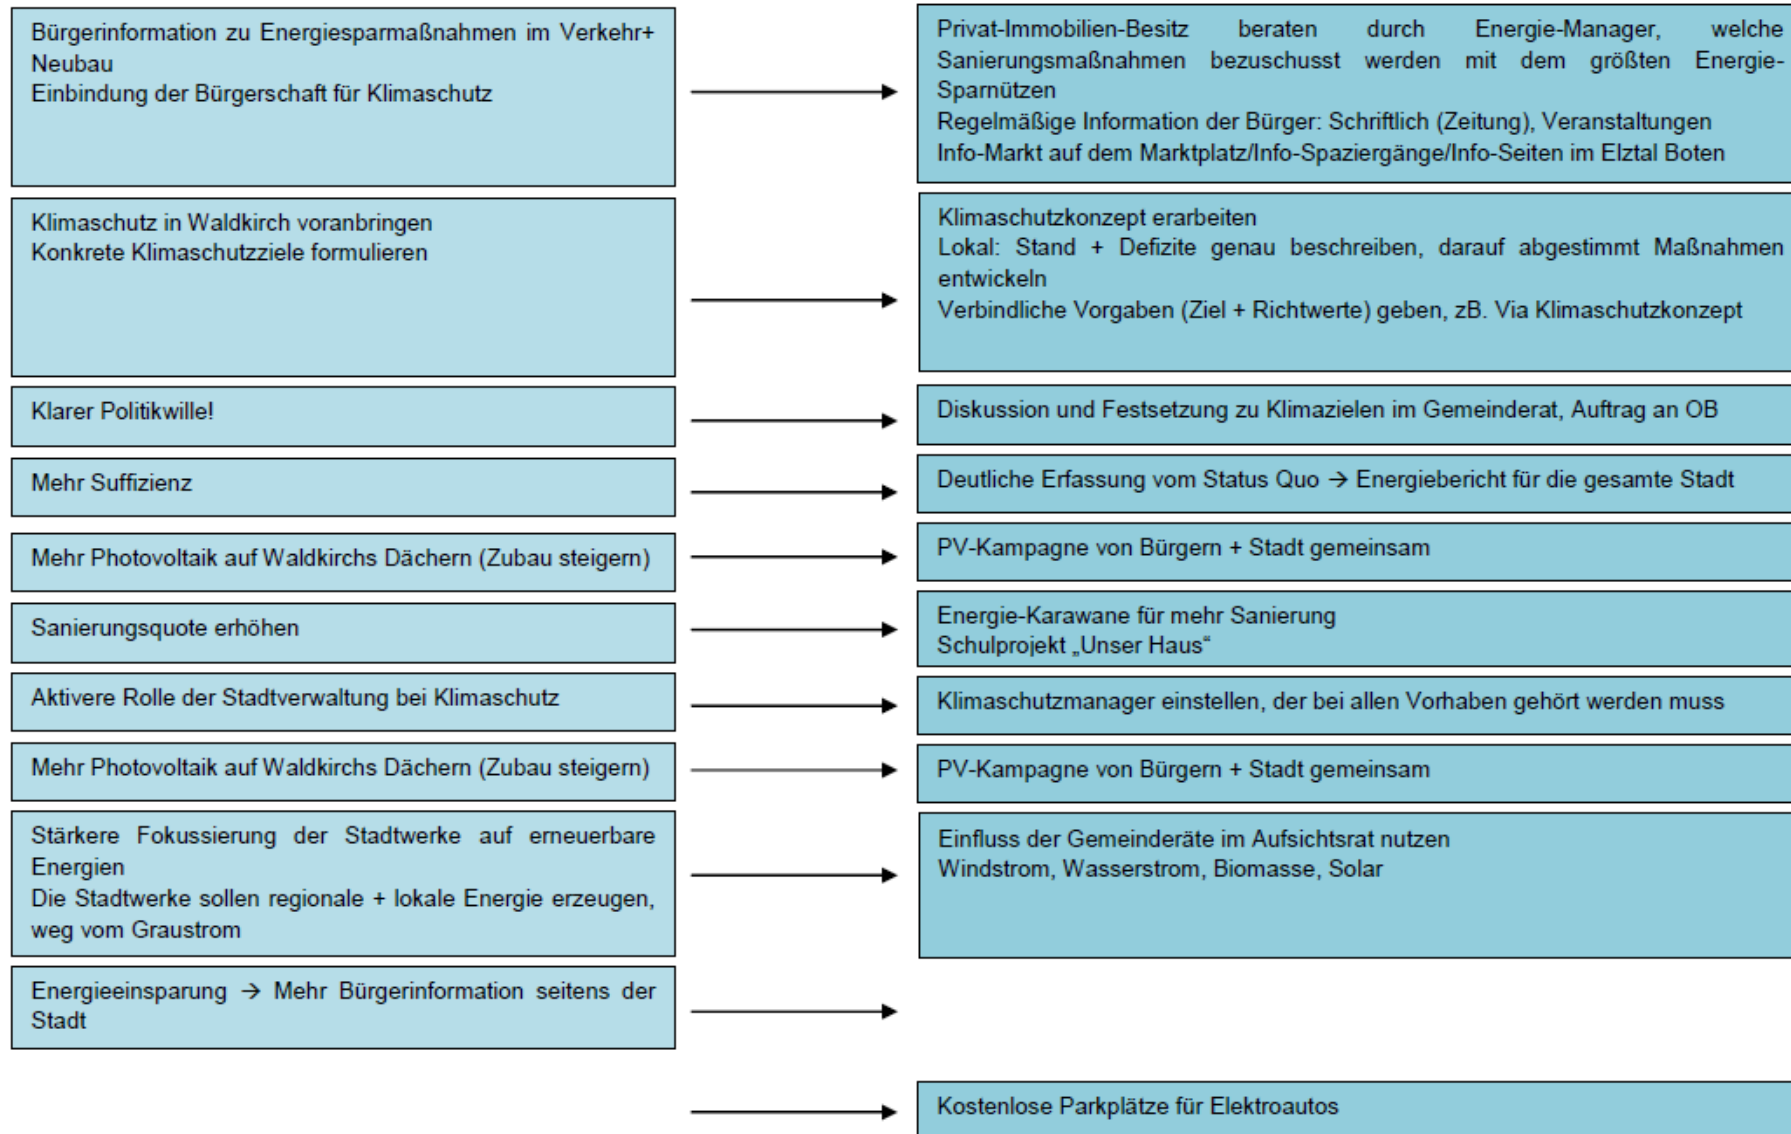 Bürgerinformation zu Energiesparmaßnahmen im Verkehr+
Neubau
Einbindung der Bürgerschaft für Klimaschutz
Privat-Immobilien-Besitz beraten durch Energie-Manager, welche
Sanierungsmaßnahmen bezuschusst werden mit dem größten Energie-
Sparnützen
Regelmäßige Information der Bürger: Schriftlich (Zeitung), Veranstaltungen
Info-Markt auf dem Marktplatz/Info-Spaziergänge/Info-Seiten im Elztal Boten
Klimaschutz in Waldkirch voranbringen
Konkrete Klimaschutzziele formulieren
Klimaschutzkonzept erarbeiten
Lokal: Stand + Defizite genau beschreiben, darauf abgestimmt Maßnahmen
entwickeln
Verbindliche Vorgaben (Ziel + Richtwerte) geben, zB. Via Klimaschutzkonzept
Klarer Politikwille!
Diskussion und Festsetzung zu Klimazielen im Gemeinderat, Auftrag an OB
Mehr Suffizienz
Deutliche Erfassung vom Status Quo → Energiebericht für die gesamte Stadt
Mehr Photovoltaik auf Waldkirchs Dächern (Zubau steigern)
PV-Kampagne von Bürgern + Stadt gemeinsam
Sanierungsquote erhöhen
Energie-Karawane für mehr Sanierung
Schulprojekt „Unser Haus“
Aktivere Rolle der Stadtverwaltung bei Klimaschutz
Klimaschutzmanager einstellen, der bei allen Vorhaben gehört werden muss
Mehr Photovoltaik auf Waldkirchs Dächern (Zubau steigern)
PV-Kampagne von Bürgern + Stadt gemeinsam
Stärkere Fokussierung der Stadtwerke auf erneuerbare
Energien
Die Stadtwerke sollen regionale + lokale Energie erzeugen,
weg vom Graustrom
Einfluss der Gemeinderäte im Aufsichtsrat nutzen
Windstrom, Wasserstrom, Biomasse, Solar
Energieeinsparung → Mehr Bürgerinformation seitens der
Stadt
Kostenlose Parkplätze für Elektroautos